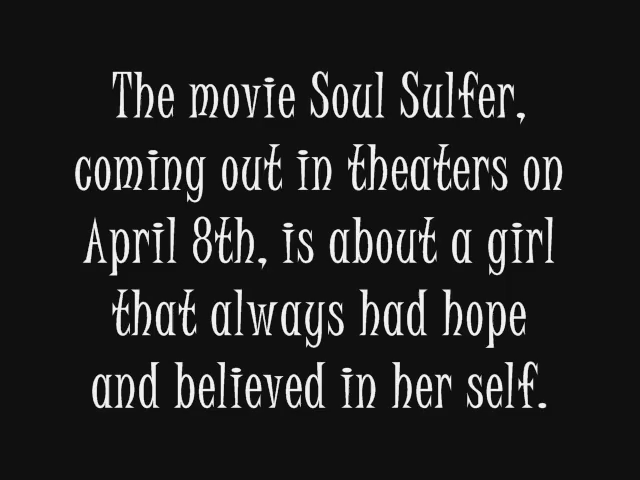 The movie Soul Sulfer,
coming out in theaters on
April 8th, is about a girl
that always had hope
and believed in her self.